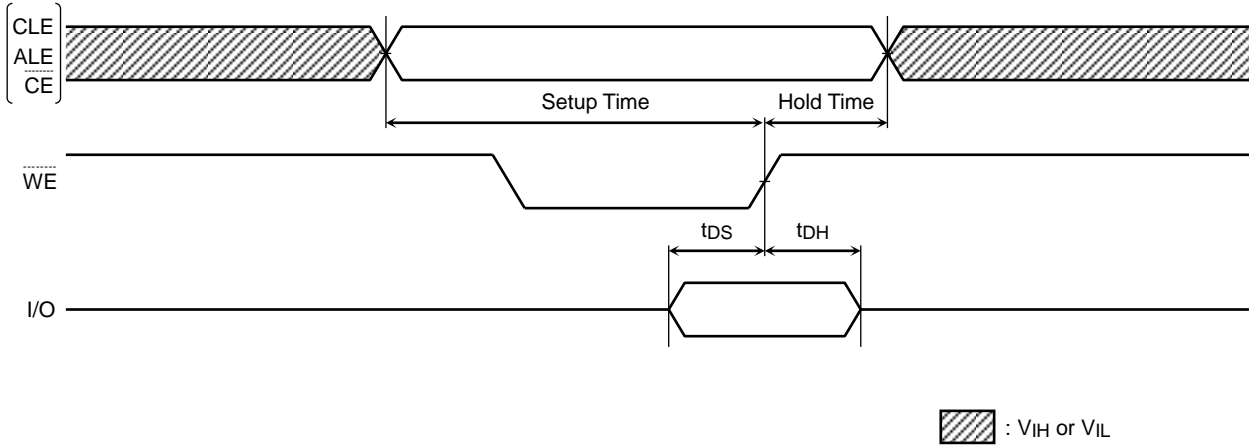 CLE
ALE
CE
Setup Time
Hold Time
WE
tDS
tDH
I/O
: VIH or VIL